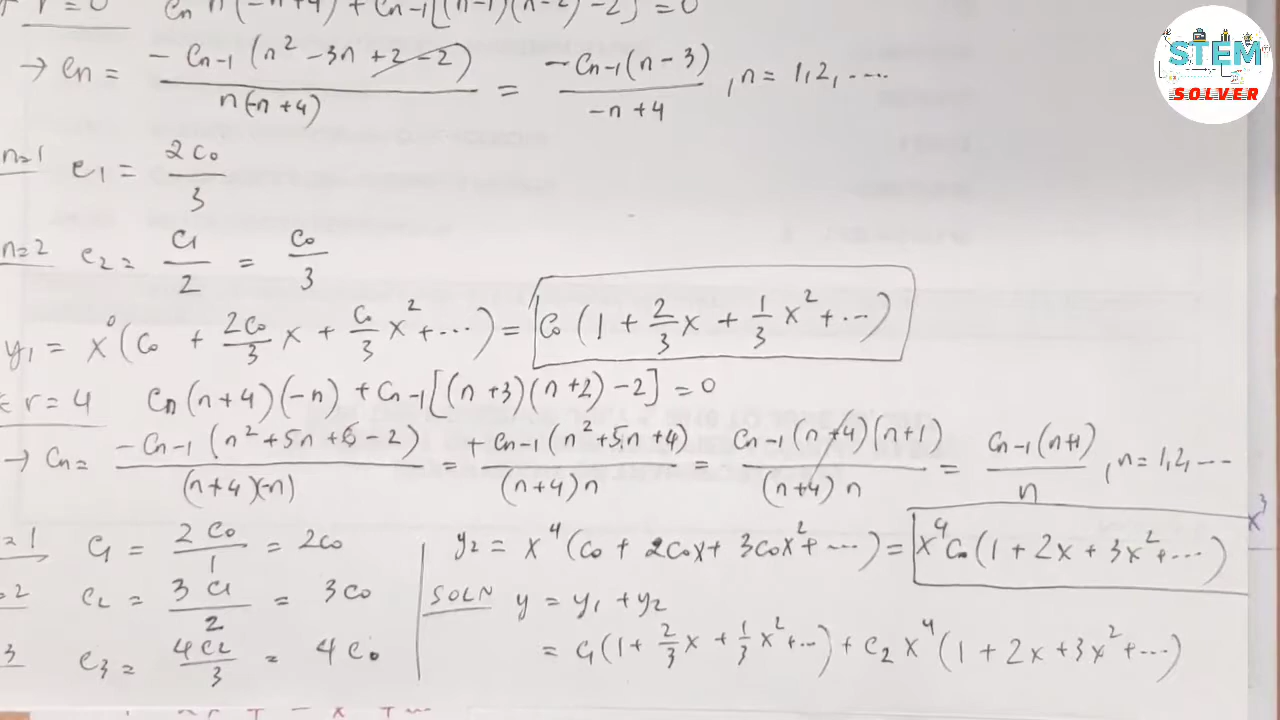 r = 0 Cn n(-n+4) + Cn-1[(n-1)(n-2)-2] = 0
STEM
SOLVER
→ Cn = -Cn-1 (n² - 3n + 2 - 2) / n(-n+4) = -Cn-1(n-3) / -n+4 , n = 1,2, ....
n=1 C1 = 2C0 / 3
n=2 C2 = C1 / 2 = C0 / 3
y1 = x⁰(C0 + 2C0/3 x + C0/3 x² + ...) = C0 (1 + 2/3 x + 1/3 x² + ...)
r = 4 Cn(n+4)(-n) + Cn-1[(n+3)(n+2)-2] = 0
→ Cn = -Cn-1 (n² + 5n + 6 - 2) / (n+4)(-n) = +Cn-1(n² + 5n + 4) / (n+4)n = Cn-1(n+4)(n+1) / (n+4)n = Cn-1(n+1) / n , n = 1,2, ....
x³
=1 C1 = 2C0 / 1 = 2C0
2 C2 = 3C1 / 2 = 3C0
3 C3 = 4C2 / 3 = 4C0
y2 = x⁴(C0 + 2C0x + 3C0x² + ...) = x⁴C0(1 + 2x + 3x² + ...)
SOLN y = y1 + y2
= C1(1 + 2/3 x + 1/3 x² + ...) + C2 x⁴(1 + 2x + 3x² + ...)